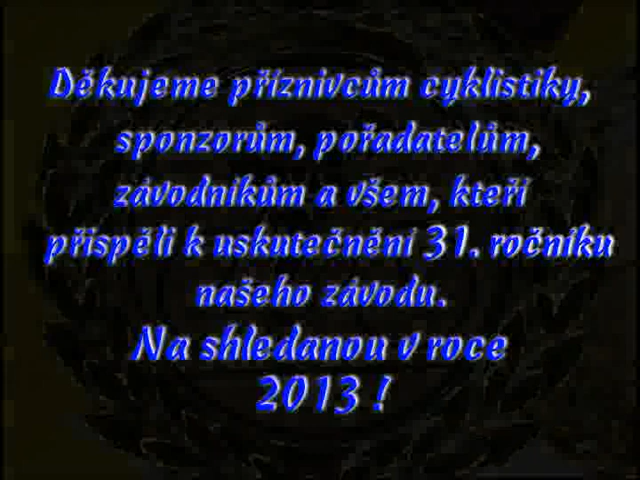 Děkujeme příznivcům cyklistiky,
sponzorům, pořadatelům,
závodníkům a všem, kteří
přispěli k uskutečnění 31. ročníku
našeho závodu.
Na shledanou v roce
2013 !